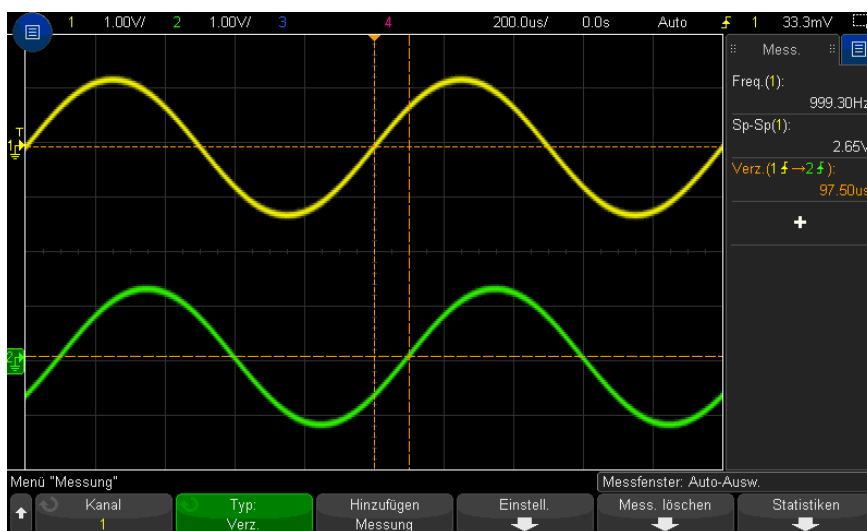 1 1.00V/ 2 1.00V/ 3 4 200.0us/ 0.0s Auto 1 33.3mV
Mess.
Freq.(1):
999.30Hz
Sp-Sp(1):
2.65V
Verz.(1→2):
97.50us
+
T
1
2
Menü "Messung"
Messfenster: Auto-Ausw.
Kanal
1
Typ:
Verz.
Hinzufügen
Messung
Einstell.
Mess. löschen
Statistiken